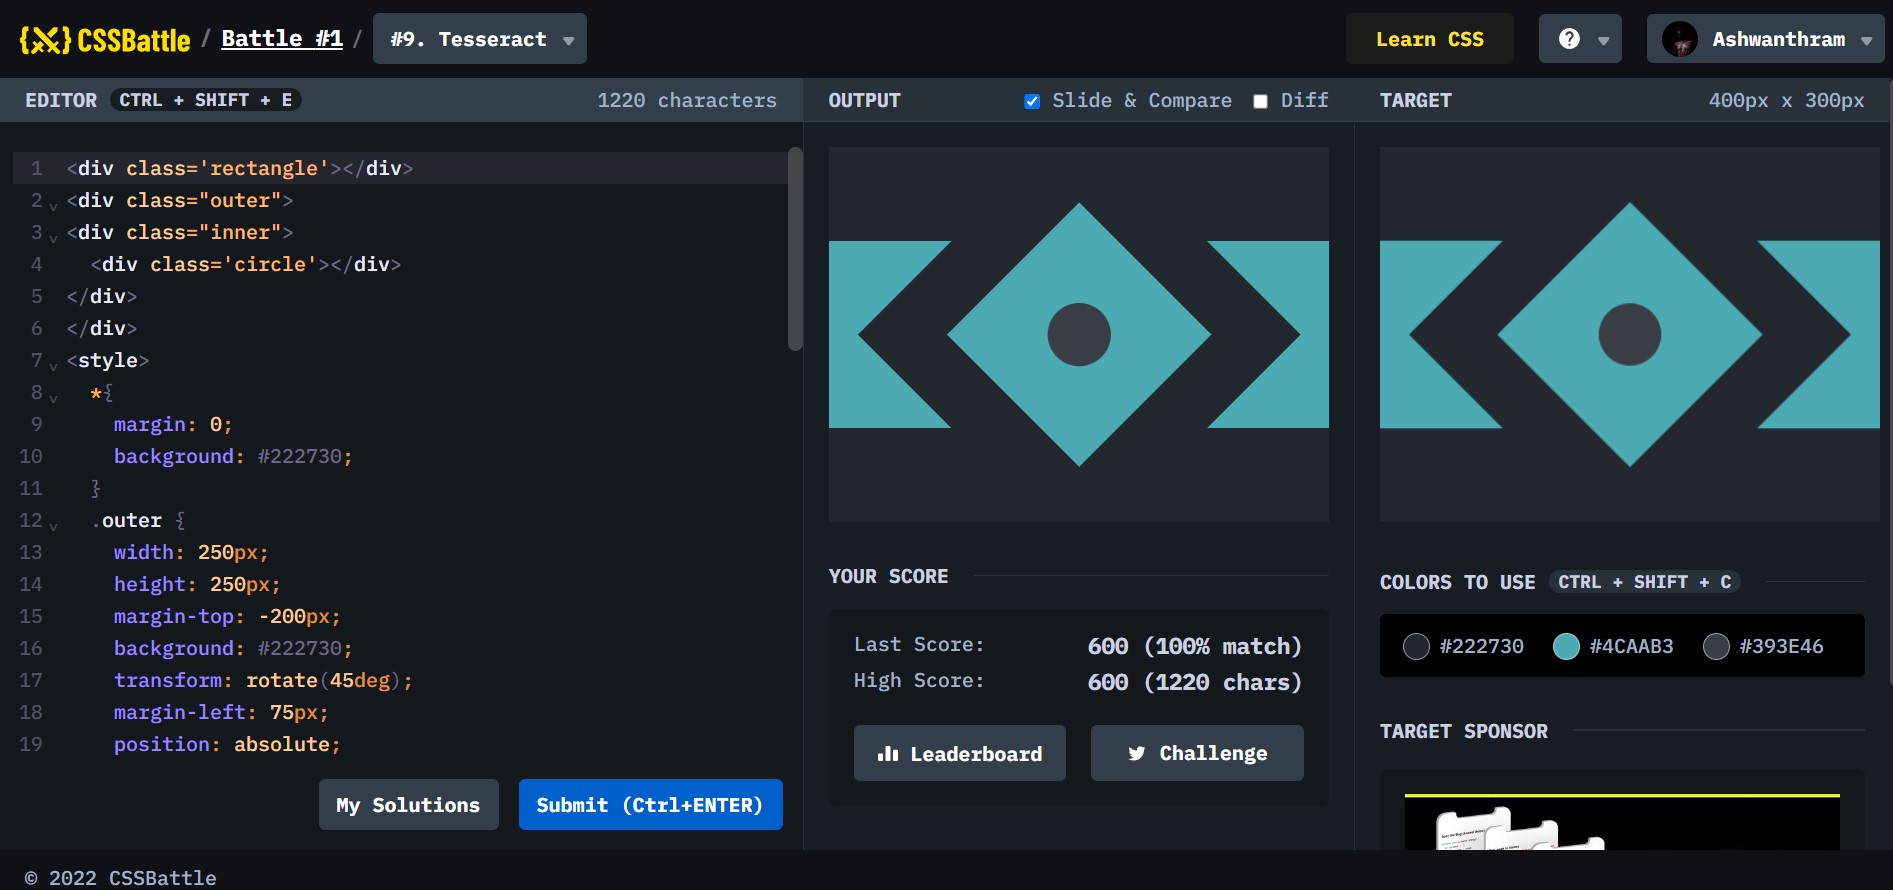 {X} CSSBattle / Battle #1 / #9. Tesseract
Learn CSS
Ashwanthram
EDITOR CTRL + SHIFT + E 1220 characters
1 <div class='rectangle'></div>
2 <div class="outer">
3 <div class="inner">
4 <div class='circle'></div>
5 </div>
6 </div>
7 <style>
8 *{
9 margin: 0;
10 background: #222730;
11 }
12 .outer {
13 width: 250px;
14 height: 250px;
15 margin-top: -200px;
16 background: #222730;
17 transform: rotate(45deg);
18 margin-left: 75px;
19 position: absolute;
My Solutions
Submit (Ctrl+ENTER)
OUTPUT Slide & Compare Diff
YOUR SCORE
Last Score: 600 (100% match)
High Score: 600 (1220 chars)
Leaderboard
Challenge
TARGET 400px x 300px
COLORS TO USE CTRL + SHIFT + C
#222730 #4CAAB3 #393E46
TARGET SPONSOR
© 2022 CSSBattle